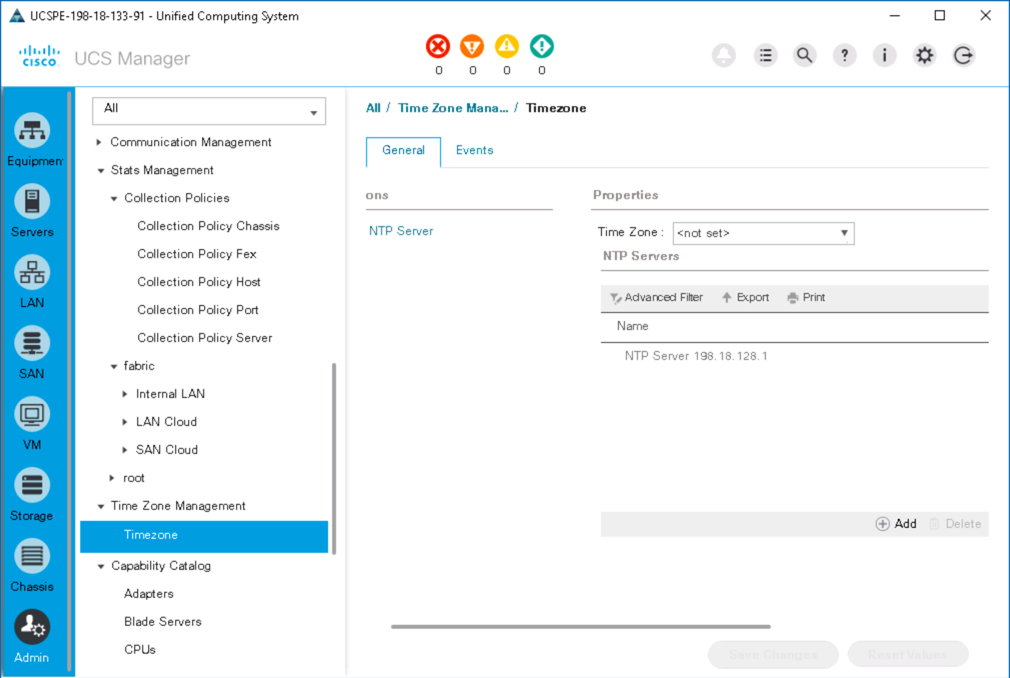 UCSPE-198-18-133-91 - Unified Computing System
CISCO. UCS Manager
0 0 0 0
Equipmen
Servers
LAN
SAN
VM
Storage
Chassis
Admin
All
Communication Management
Stats Management
Collection Policies
Collection Policy Chassis
Collection Policy Fex
Collection Policy Host
Collection Policy Port
Collection Policy Server
fabric
Internal LAN
LAN Cloud
SAN Cloud
root
Time Zone Management
Timezone
Capability Catalog
Adapters
Blade Servers
CPUs
All / Time Zone Mana... / Timezone
General Events
ons
NTP Server
Properties
Time Zone : <not set>
NTP Servers
Advanced Filter Export Print
Name
NTP Server 198.18.128.1
Add Delete
Save Changes Reset Values